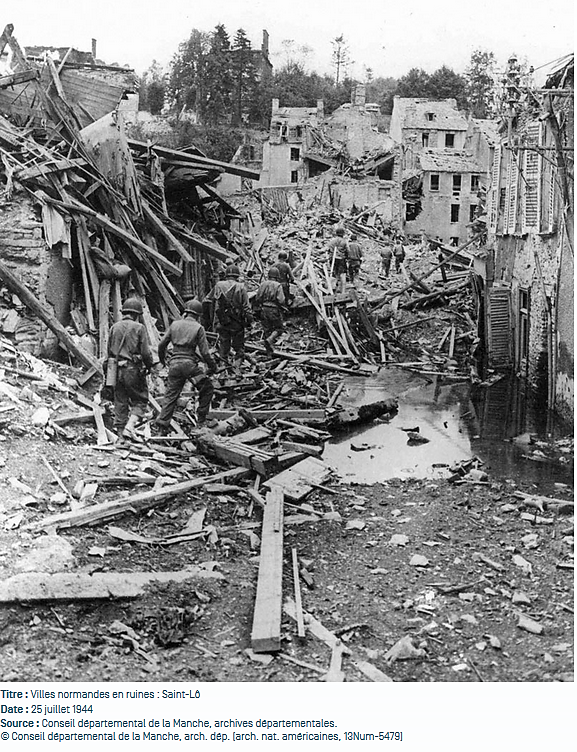 Titre : Villes normandes en ruines : Saint-Lô
Date : 25 juillet 1944
Source : Conseil départemental de la Manche, archives départementales.
© Conseil départemental de la Manche, arch. dép. (arch. nat. américaines, 13Num-5479)